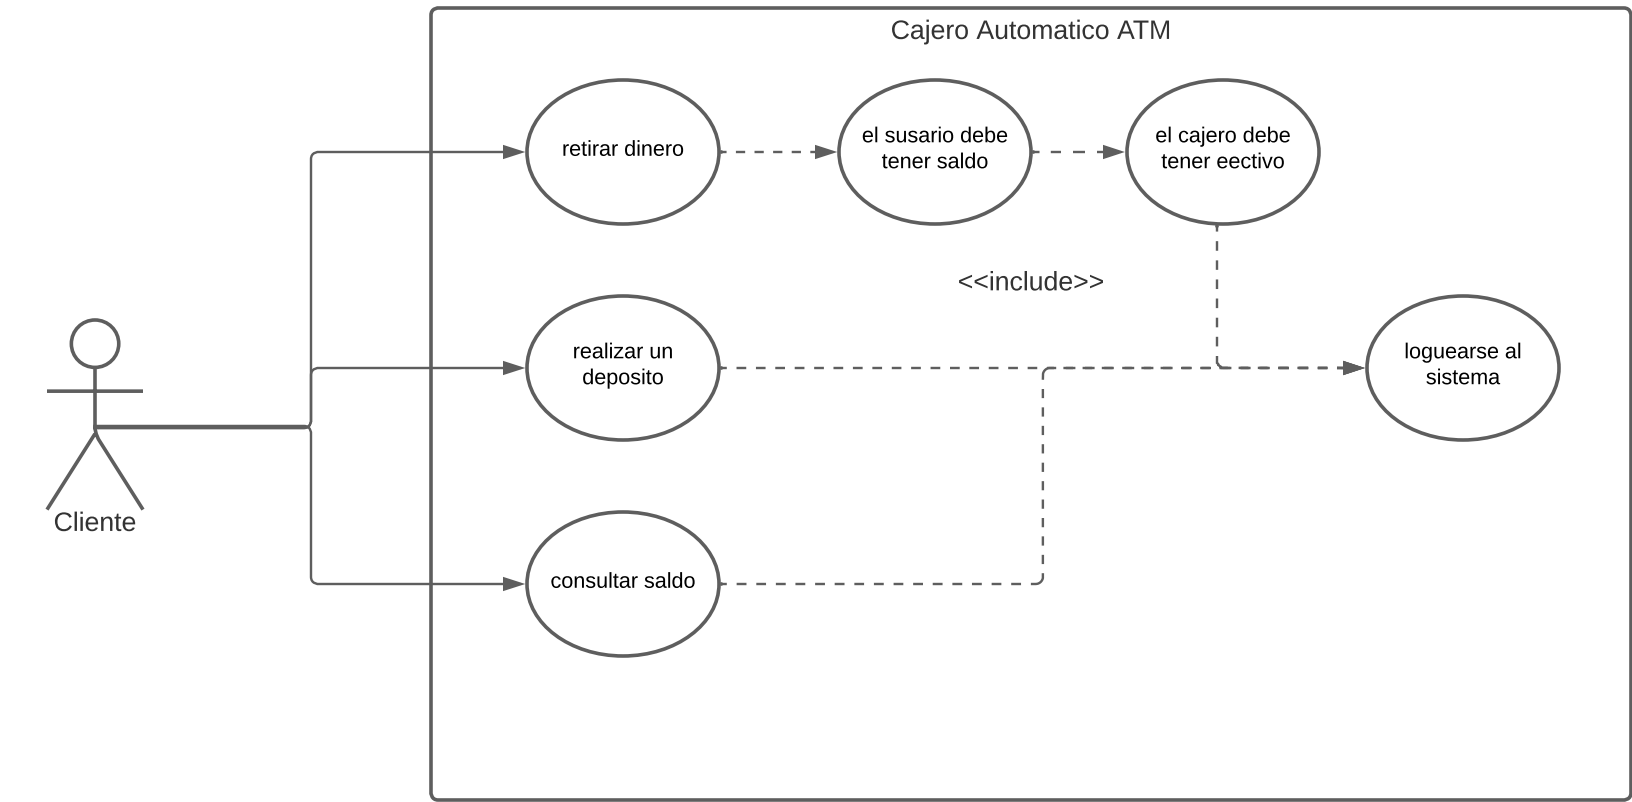 Cajero Automatico ATM
retirar dinero
el susario debe
tener saldo
el cajero debe
tener eectivo
<<include>>
realizar un
deposito
loguearse al
sistema
Cliente
consultar saldo